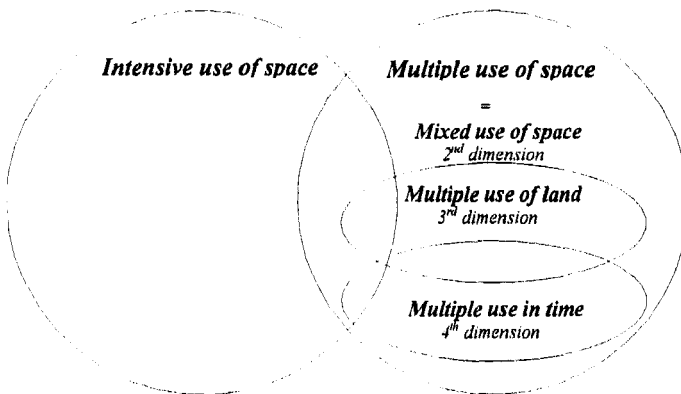 Intensive use of space
Multiple use of space
=
Mixed use of space
2nd dimension
Multiple use of land
3rd dimension
Multiple use in time
4th dimension